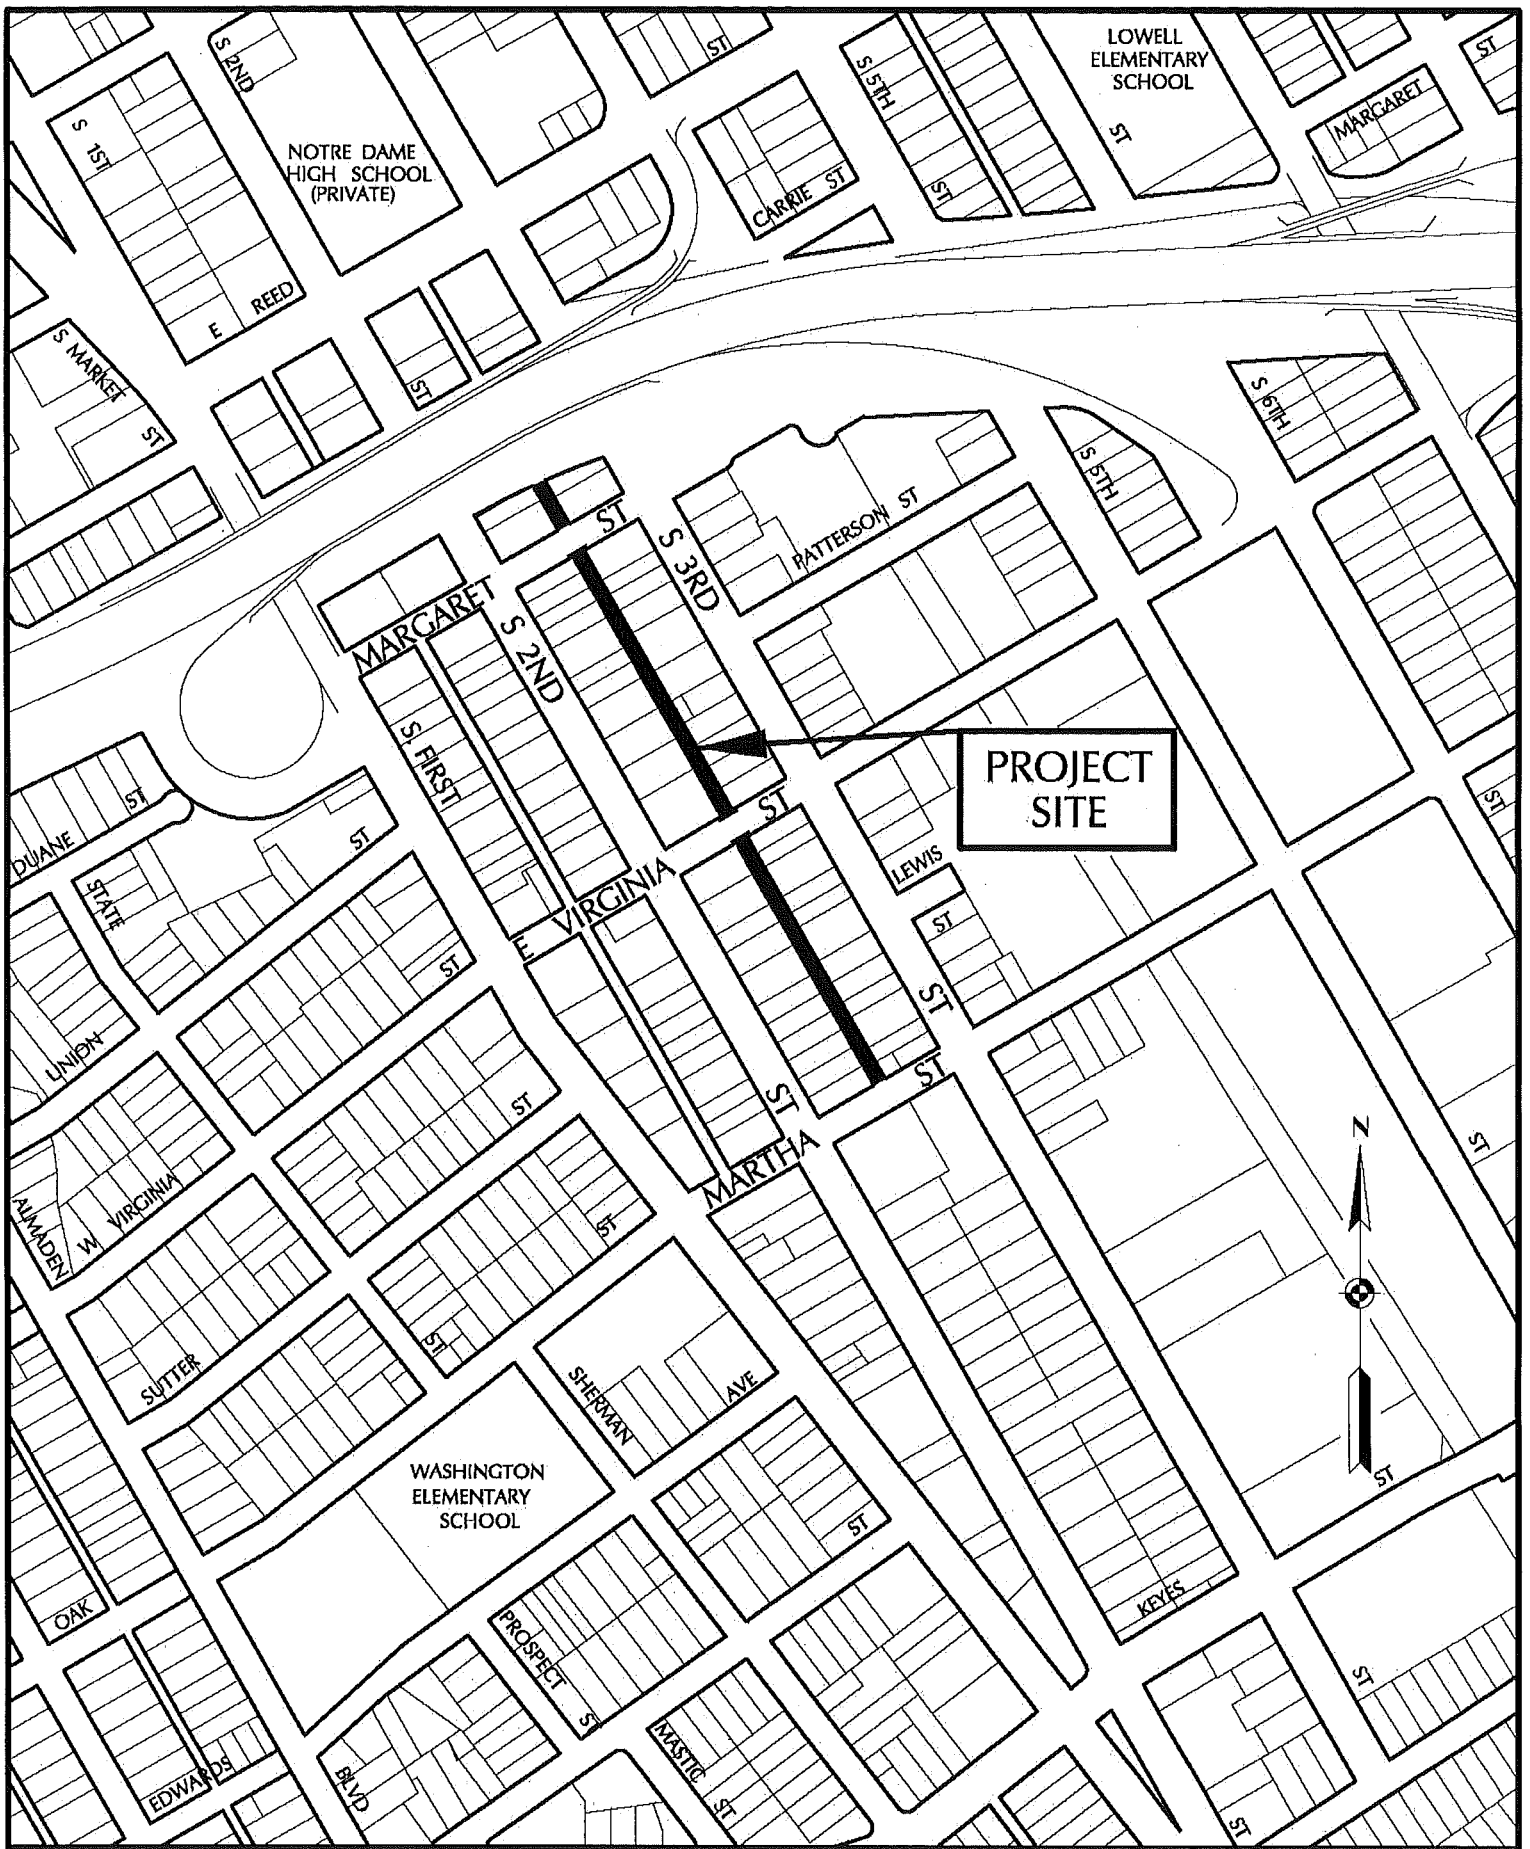 S 2ND
ST
S 5TH
LOWELL
ELEMENTARY
SCHOOL
ST
S 1ST
NOTRE DAME
HIGH SCHOOL
(PRIVATE)
MARGARET
ST
CARRIE ST
ST
E REED
S MARKET
ST
ST
S 6TH
S 5TH
PATTERSON ST
ST
S 3RD
MARGARET
S 2ND
S. FIRST
PROJECT
SITE
ST
DUANE
ST
ST
ST
STATE
LEWIS
ST
E VIRGINIA
ST
ST
UNION
ST
ST
ST
MARTHA
N
ST
ALMADEN
W VIRGINIA
ST
SUTTER
ST
SHERMAN
AVE
WASHINGTON
ELEMENTARY
SCHOOL
ST
ST
OAK
KEYES
PROSPECT
ST
ST
MASTIC
ST
EDWARDS
BLVD
ST